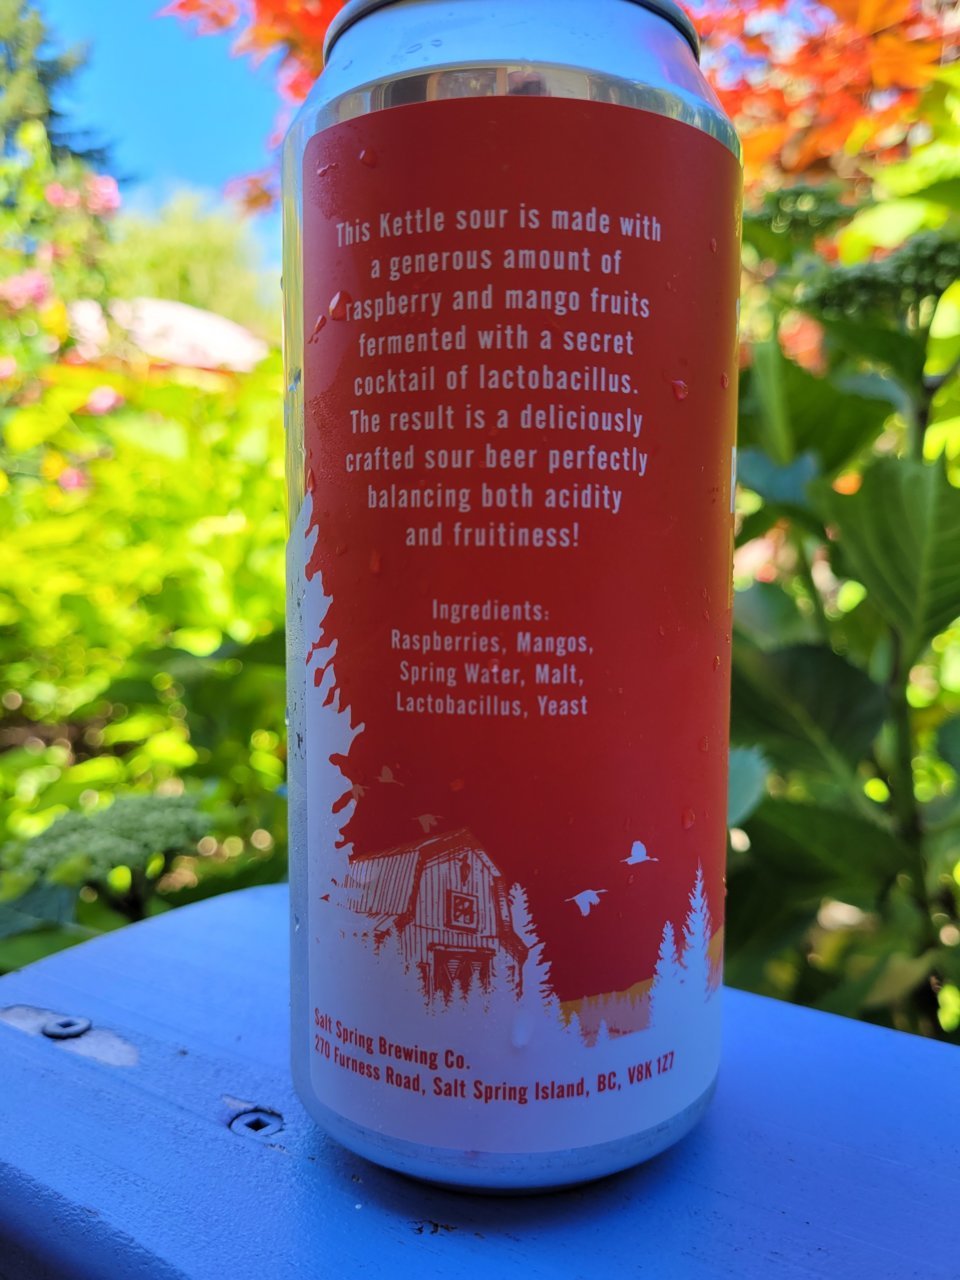 This Kettle sour is made with
a generous amount of
raspberry and mango fruits
fermented with a secret
cocktail of lactobacillus.
The result is a deliciously
crafted sour beer perfectly
balancing both acidity
and fruitiness!
Ingredients:
Raspberries, Mangos,
Spring Water, Malt,
Lactobacillus, Yeast
Salt Spring Brewing Co.
270 Furness Road, Salt Spring Island, BC, V8K 1Z7